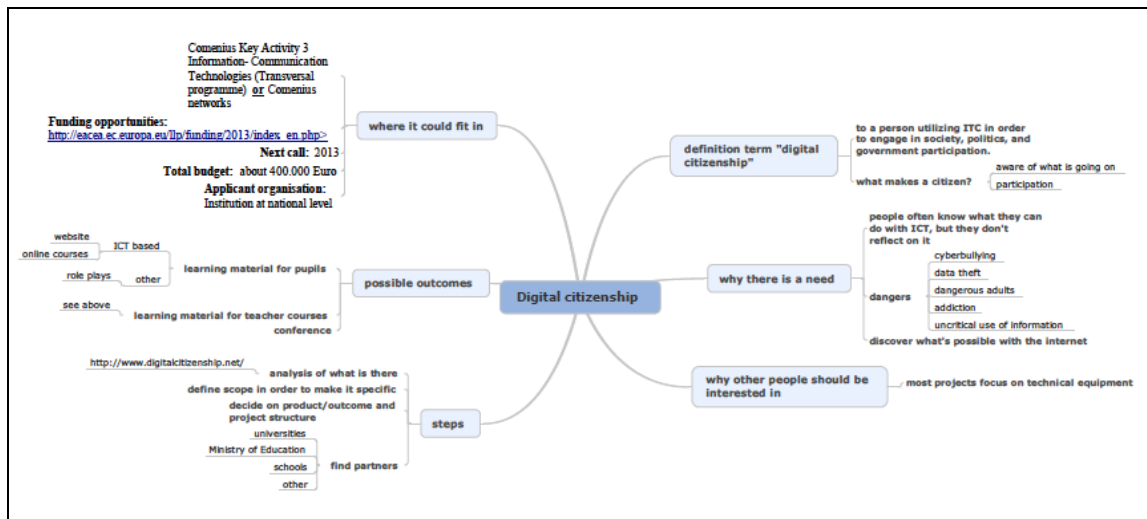 Comenius Key Activity 3
Information- Communication
Technologies (Transversal
programme) or Comenius
networks
Funding opportunities:
http://eacea.ec.europa.eu/llp/funding/2013/index_en.php>
Next call: 2013
Total budget: about 400.000 Euro
Applicant organisation:
Institution at national level
where it could fit in
website
online courses
ICT based
role plays
other
learning material for pupils
see above
learning material for teacher courses
conference
possible outcomes
http://www.digitalcitizenship.net/
analysis of what is there
define scope in order to make it specific
decide on product/outcome and
project structure
universities
Ministry of Education
schools
other
find partners
steps
Digital citizenship
definition term "digital
citizenship"
to a person utilizing ITC in order
to engage in society, politics, and
government participation.
what makes a citizen?
aware of what is going on
participation
why there is a need
people often know what they can
do with ICT, but they don't
reflect on it
dangers
cyberbullying
data theft
dangerous adults
addiction
uncritical use of information
discover what's possible with the internet
why other people should be
interested in
most projects focus on technical equipment